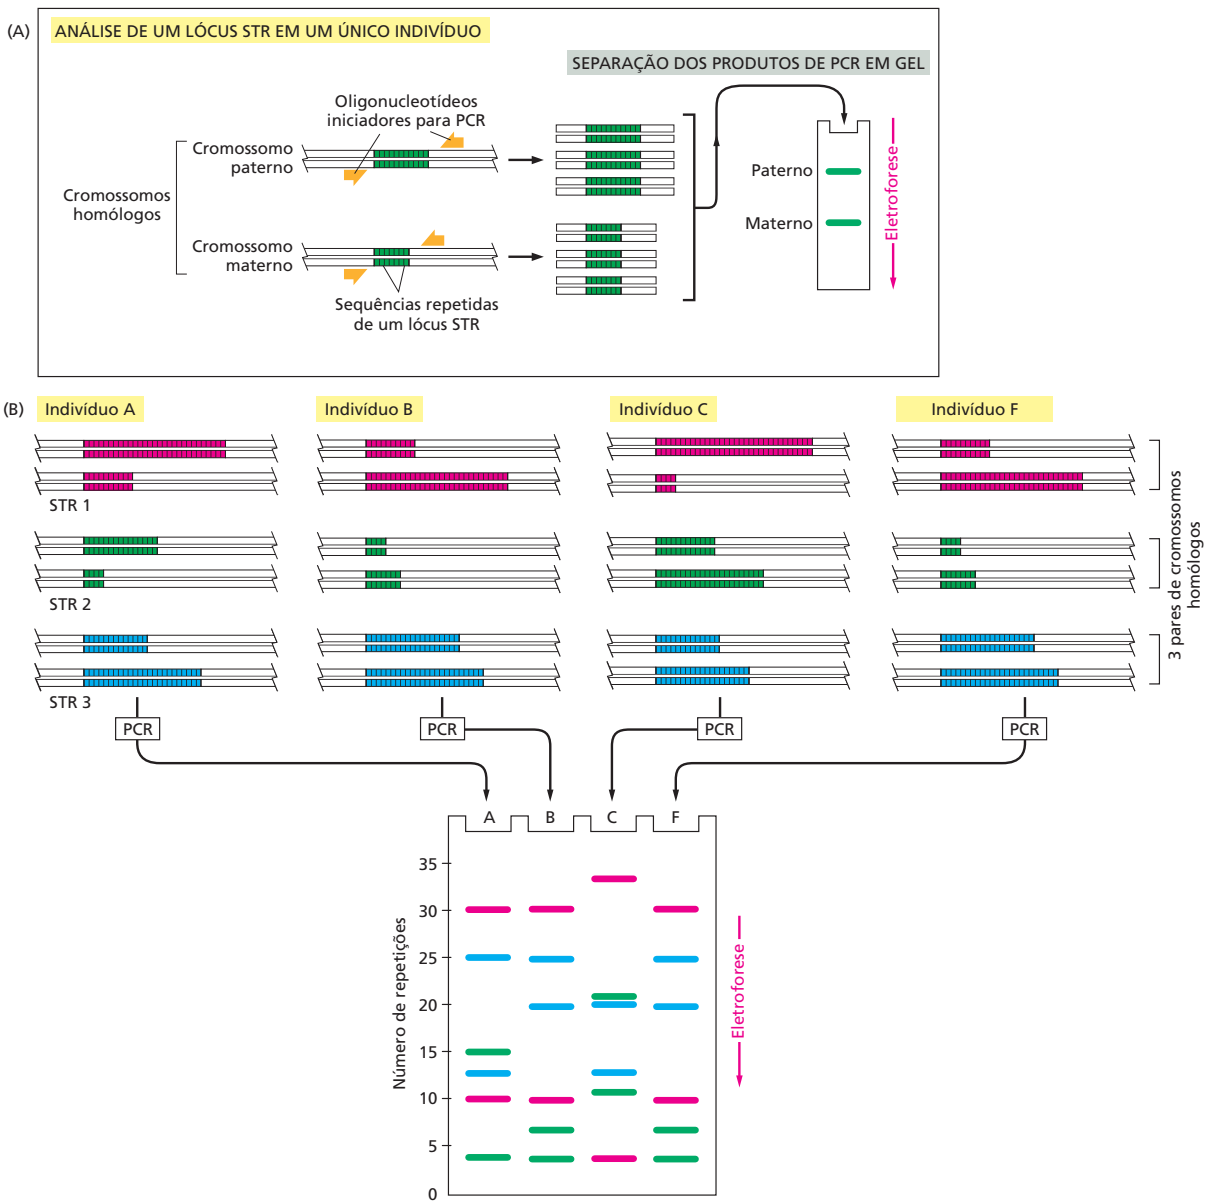 (A)
ANÁLISE DE UM LÓCUS STR EM UM ÚNICO INDIVÍDUO
SEPARAÇÃO DOS PRODUTOS DE PCR EM GEL
Oligonucleotídeos
iniciadores para PCR
Cromossomo
paterno
Cromossomos
homólogos
Cromossomo
materno
Sequências repetidas
de um lócus STR
Paterno
Materno
Eletroforese
(B)
Indivíduo A
Indivíduo B
Indivíduo C
Indivíduo F
STR 1
STR 2
STR 3
3 pares de cromossomos
homólogos
PCR
PCR
PCR
PCR
A
B
C
F
Número de repetições
35
30
25
20
15
10
5
0
Eletroforese